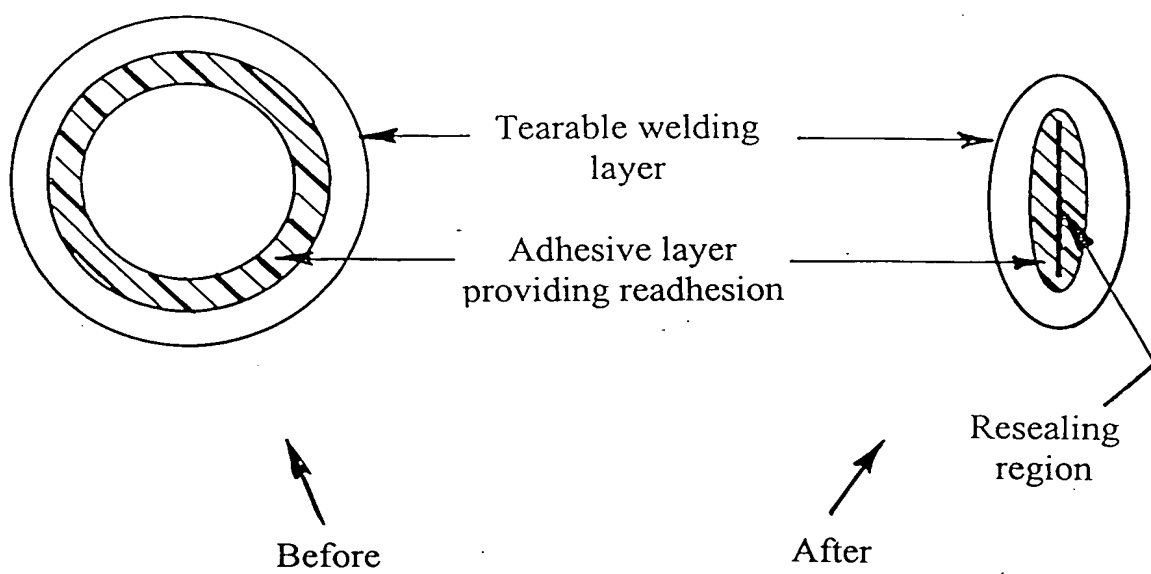 Tearable welding
layer
Adhesive layer
providing readhesion
Resealing
region
Before
After